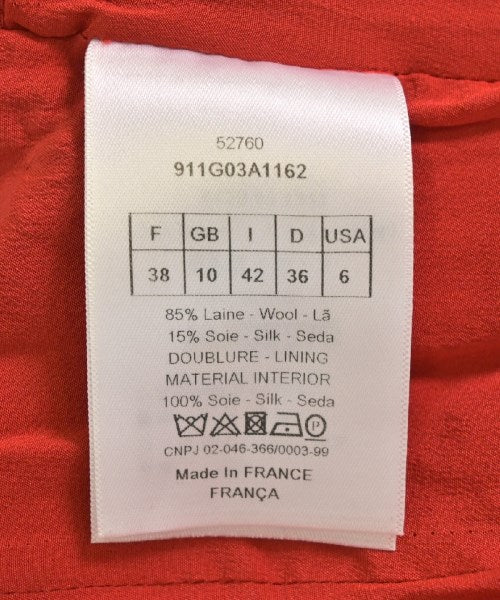 52760
911G03A1162
F GB I D USA
38 10 42 36 6
85% Laine - Wool - Lã
15% Soie - Silk - Seda
DOUBLURE - LINING
MATERIAL INTERIOR
100% Soie - Silk - Seda
P
CNPJ 02-046-366/0003-99
Made In FRANCE
FRANÇA